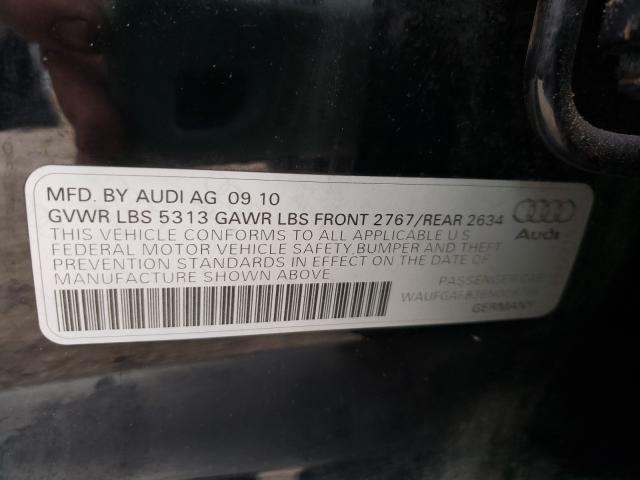 MFD. BY AUDI AG 09 10
GVWR LBS 5313 GAWR LBS FRONT 2767/REAR 2634
THIS VEHICLE CONFORMS TO ALL APPLICABLE U S
FEDERAL MOTOR VEHICLE SAFETY, BUMPER AND THEFT
PREVENTION STANDARDS IN EFFECT ON THE DATE OF
MANUFACTURE SHOWN ABOVE
Audi
PASSENGER CAR
GERMANY